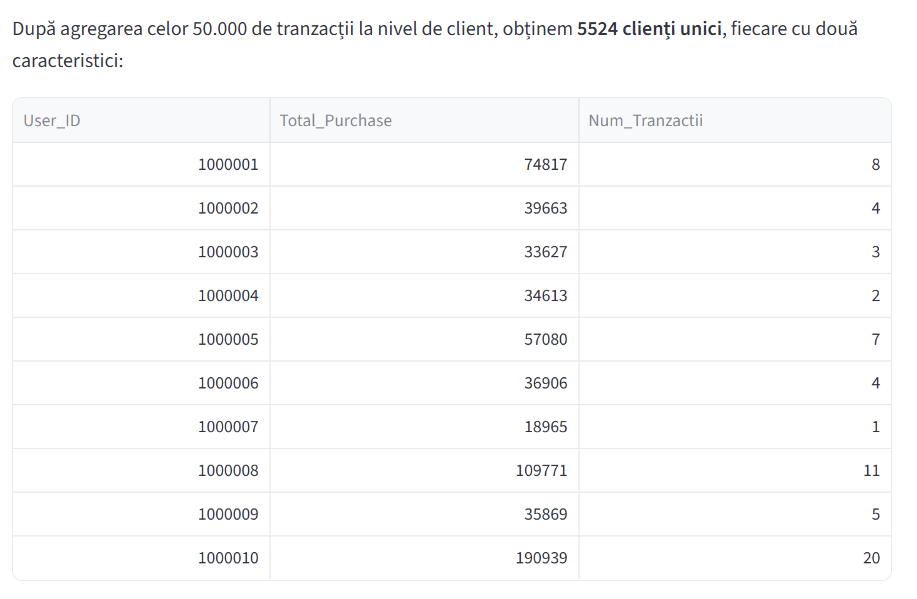 După agregarea celor 50.000 de tranzacții la nivel de client, obținem 5524 clienți unici, fiecare cu două
caracteristici:
User_ID Total_Purchase Num_Tranzactii
1000001 74817 8
1000002 39663 4
1000003 33627 3
1000004 34613 2
1000005 57080 7
1000006 36906 4
1000007 18965 1
1000008 109771 11
1000009 35869 5
1000010 190939 20